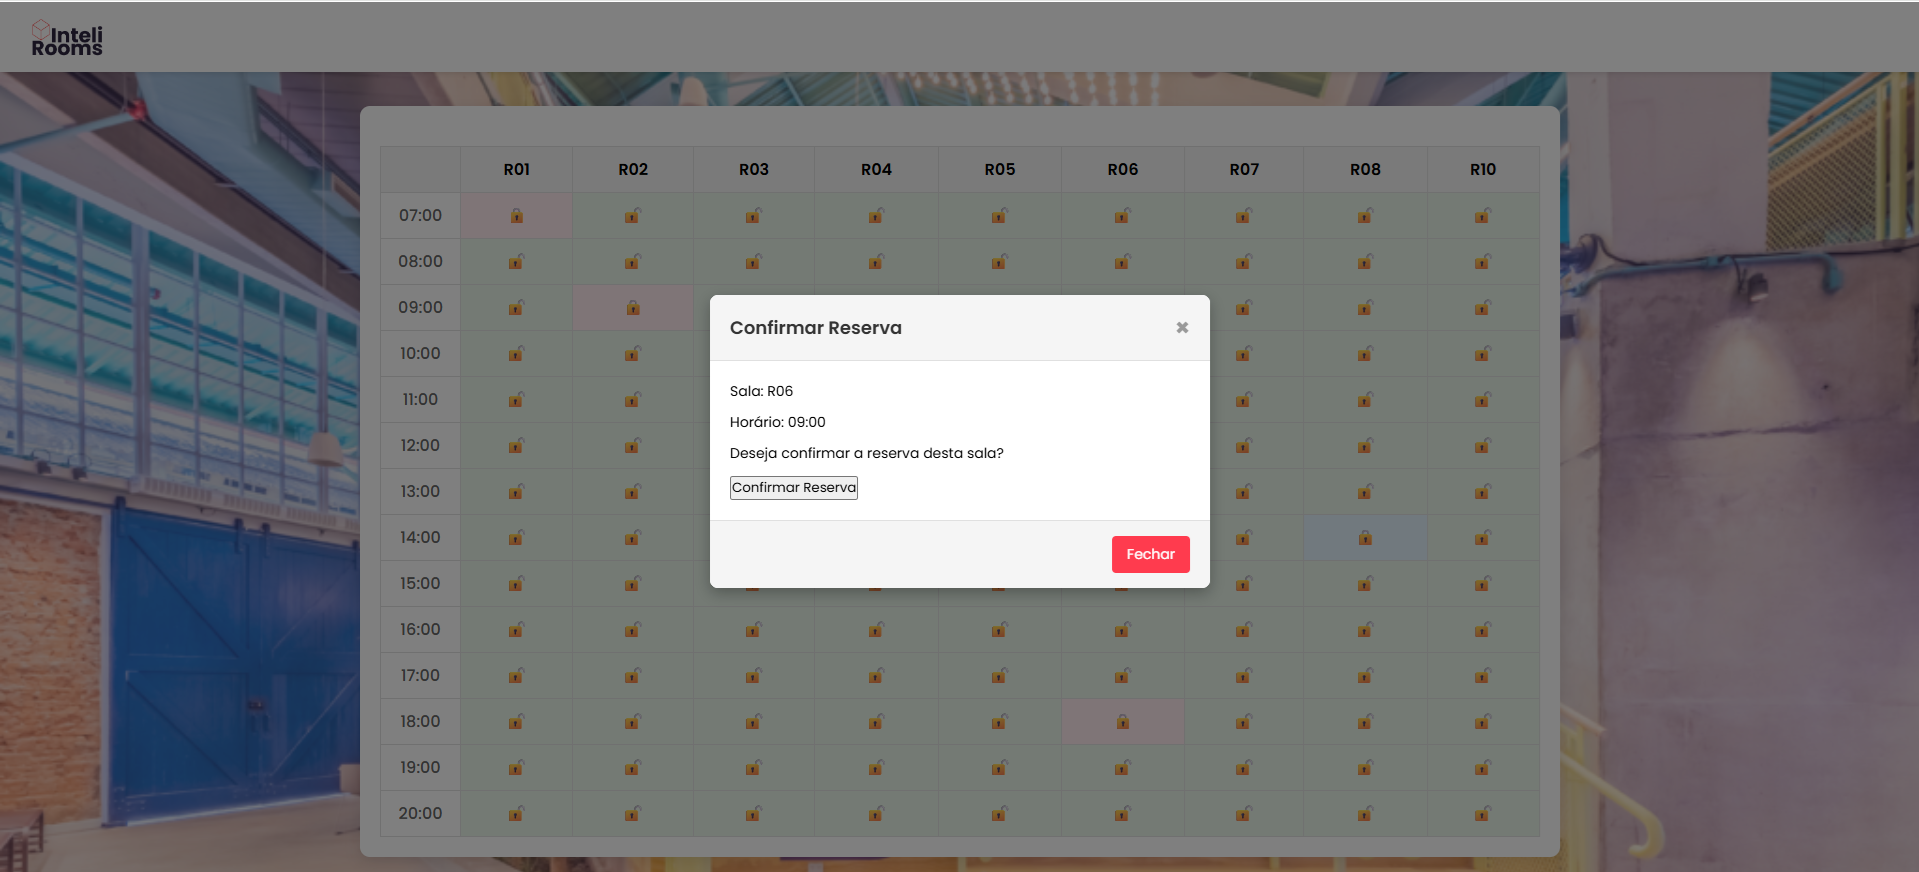 Inteli
Rooms
R01 R02 R03 R04 R05 R06 R07 R08 R10
07:00
08:00
09:00
10:00
11:00
12:00
13:00
14:00
15:00
16:00
17:00
18:00
19:00
20:00
Confirmar Reserva
Sala: R06
Horário: 09:00
Deseja confirmar a reserva desta sala?
Confirmar Reserva
Fechar